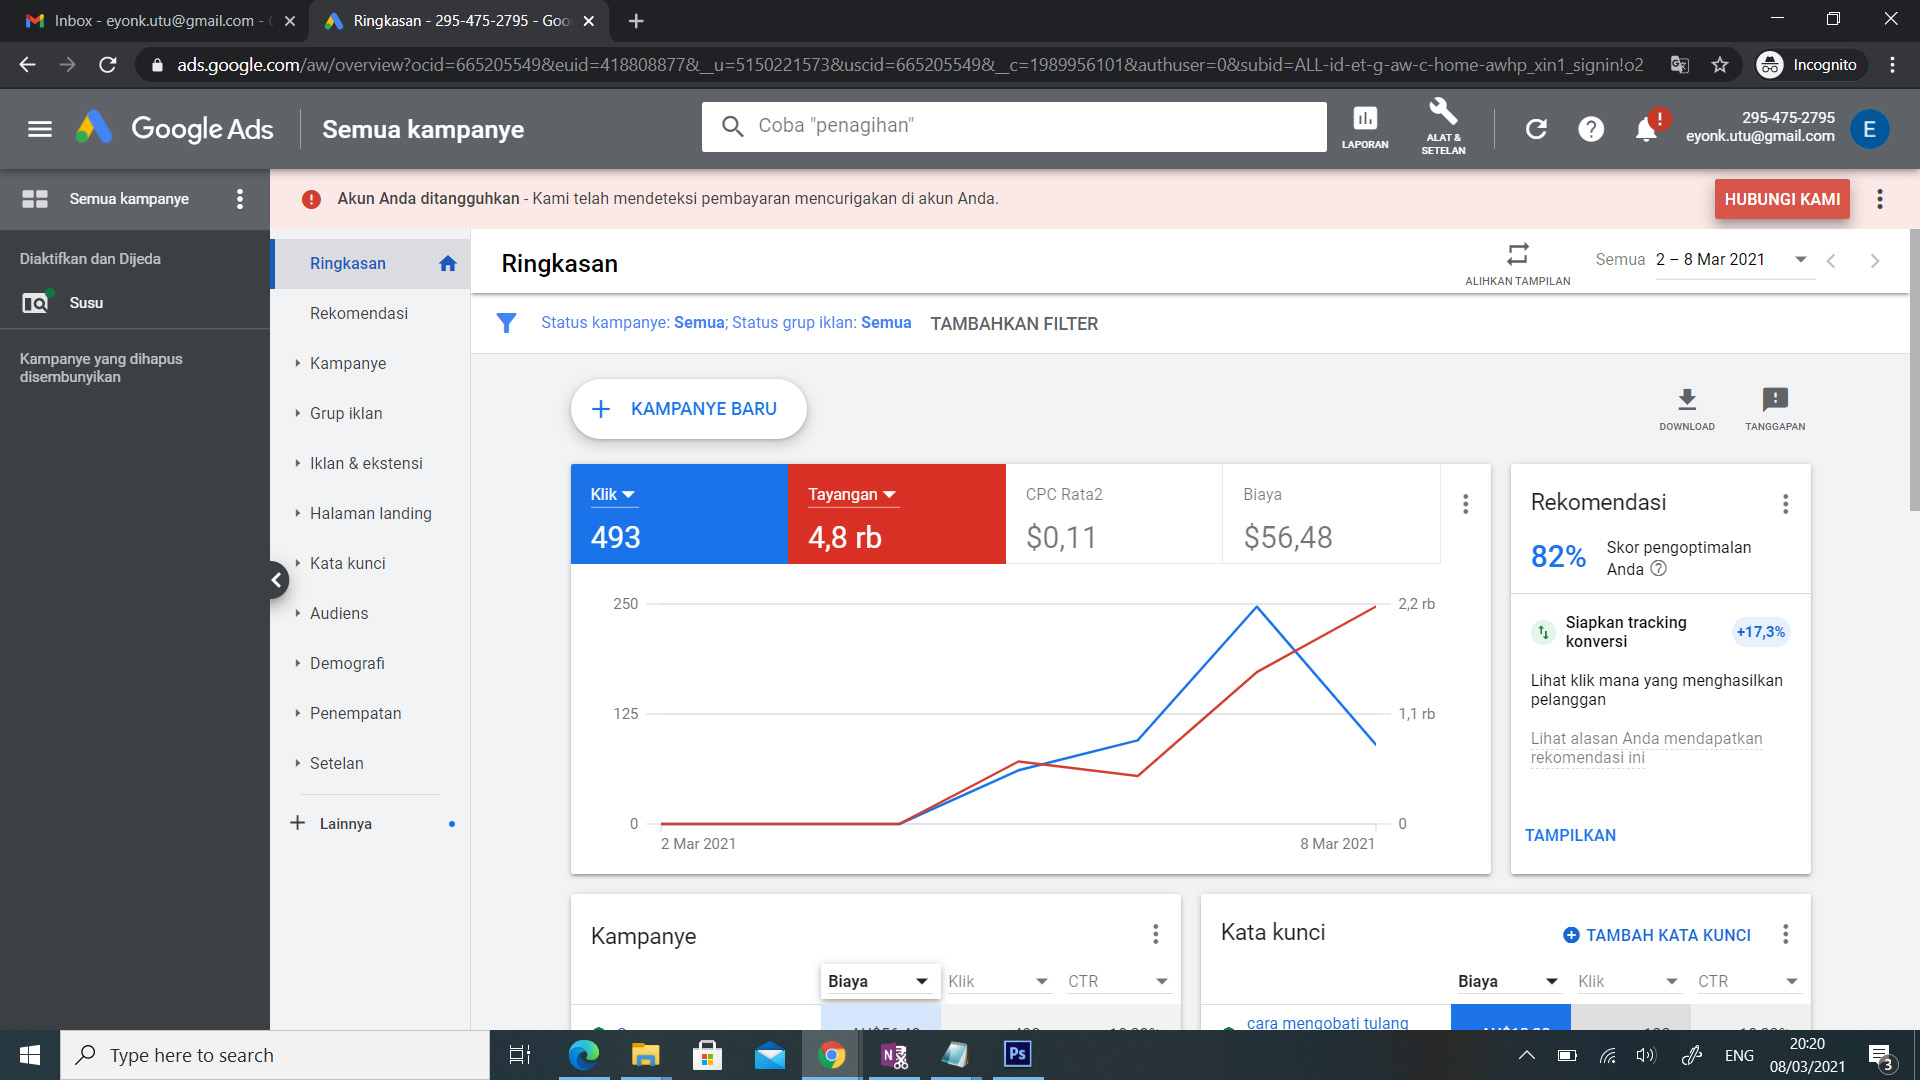 Inbox - eyonk.utu@gmail.com -
Ringkasan - 295-475-2795 - Goo
ads.google.com/aw/overview?ocid=665205549&euid=418808877&__u=5150221573&uscid=665205549&__c=1989956101&authuser=0&subid=ALL-id-et-g-aw-c-home-awhp_xin1_signin!o2
Incognito
Google Ads
Semua kampanye
Coba "penagihan"
LAPORAN
ALAT &
SETELAN
295-475-2795
eyonk.utu@gmail.com
E
Semua kampanye
Akun Anda ditangguhkan - Kami telah mendeteksi pembayaran mencurigakan di akun Anda.
HUBUNGI KAMI
Diaktifkan dan Dijeda
Susu
Kampanye yang dihapus
disembunyikan
Ringkasan
Rekomendasi
Kampanye
Grup iklan
Iklan & ekstensi
Halaman landing
Kata kunci
Audiens
Demografi
Penempatan
Setelan
Lainnya
Ringkasan
ALIHKAN TAMPILAN
Semua 2 – 8 Mar 2021
Status kampanye: Semua; Status grup iklan: Semua
TAMBAHKAN FILTER
KAMPANYE BARU
DOWNLOAD
TANGGAPAN
Klik
493
Tayangan
4,8 rb
CPC Rata2
$0,11
Biaya
$56,48
250
125
0
2,2 rb
1,1 rb
0
2 Mar 2021
8 Mar 2021
Rekomendasi
82%
Skor pengoptimalan
Anda
Siapkan tracking
konversi
+17,3%
Lihat klik mana yang menghasilkan
pelanggan
Lihat alasan Anda mendapatkan
rekomendasi ini
TAMPILKAN
Kampanye
Biaya
Klik
CTR
Kata kunci
TAMBAH KATA KUNCI
Biaya
Klik
CTR
cara mengobati tulang
Type here to search
Ps
ENG
20:20
08/03/2021
3